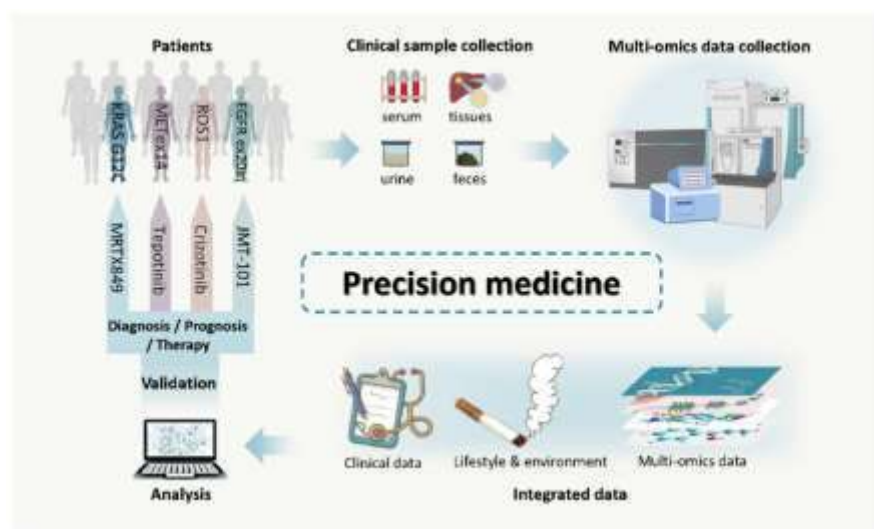 Patients
Clinical sample collection
Multi-omics data collection
KRAS G12C
METex14
ROS1
EGFR ex20in
serum
tissues
urine
feces
MRTX849
Tepotinib
Crizotinib
JMT-101
Precision medicine
Diagnosis / Prognosis
/ Therapy
Validation
Analysis
Clinical data
Lifestyle & environment
Multi-omics data
Integrated data